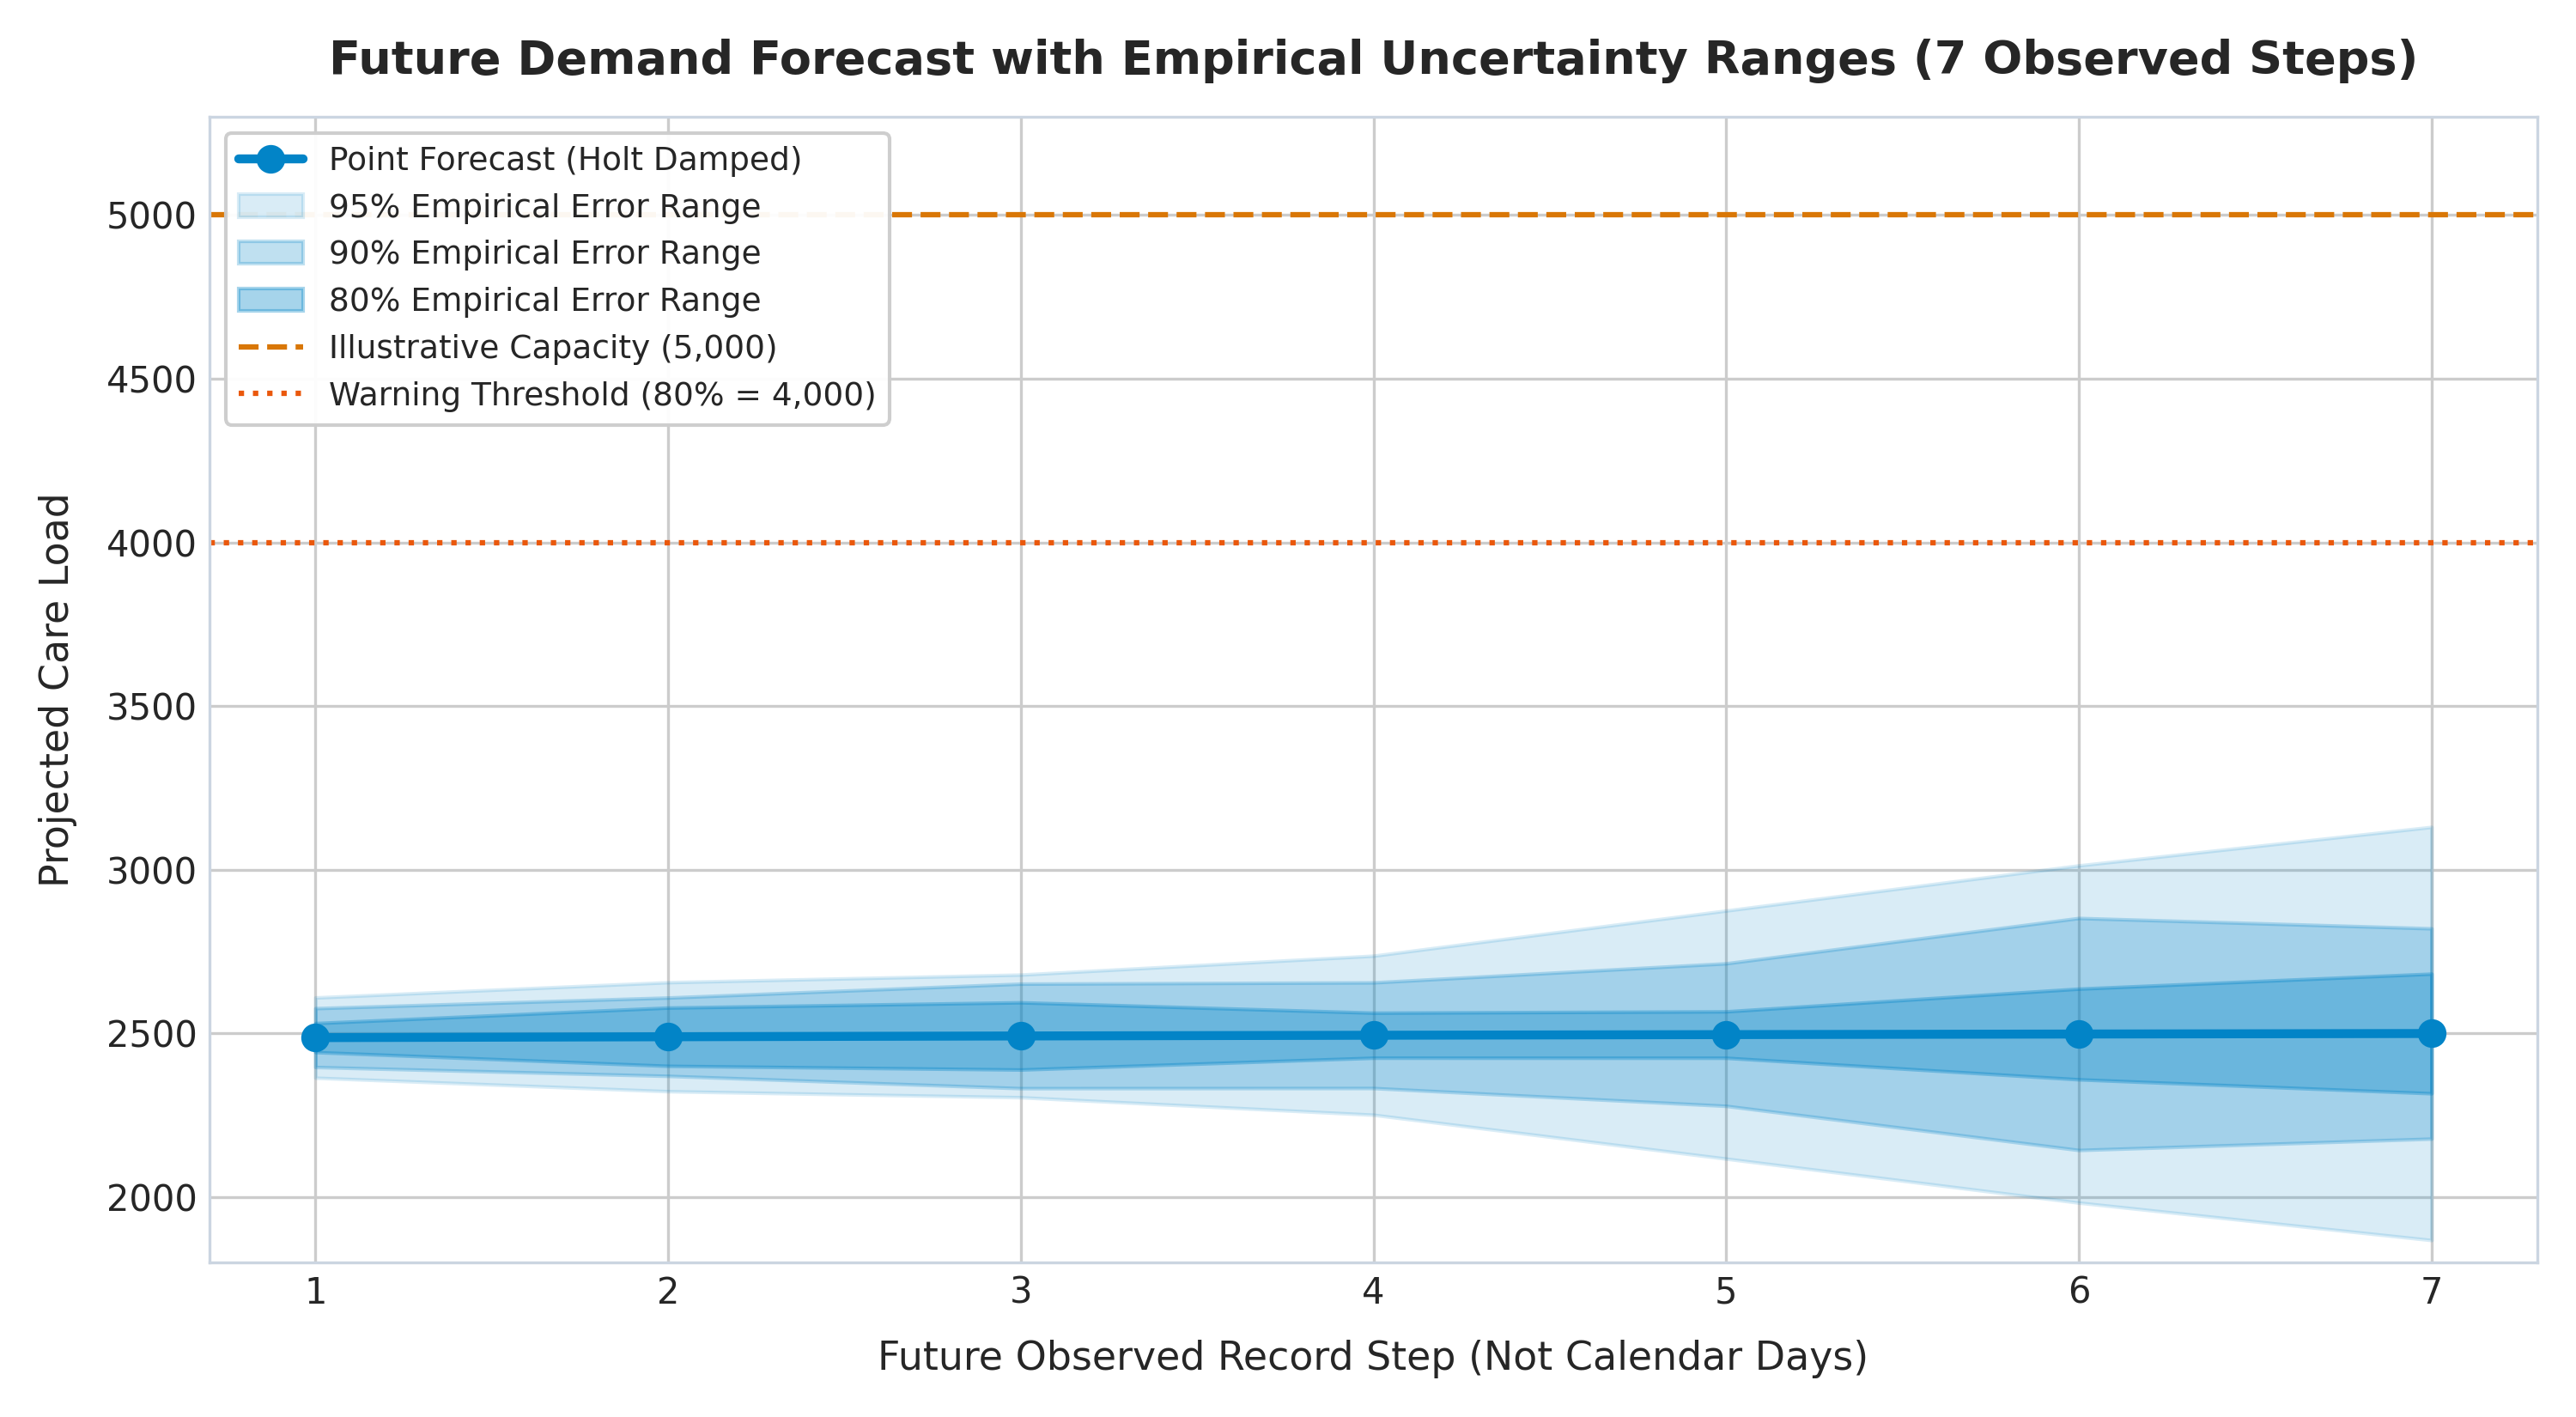 Future Demand Forecast with Empirical Uncertainty Ranges (7 Observed Steps)
Point Forecast (Holt Damped)
95% Empirical Error Range
90% Empirical Error Range
80% Empirical Error Range
Illustrative Capacity (5,000)
Warning Threshold (80% = 4,000)
Projected Care Load
5000
4500
4000
3500
3000
2500
2000
1 2 3 4 5 6 7
Future Observed Record Step (Not Calendar Days)